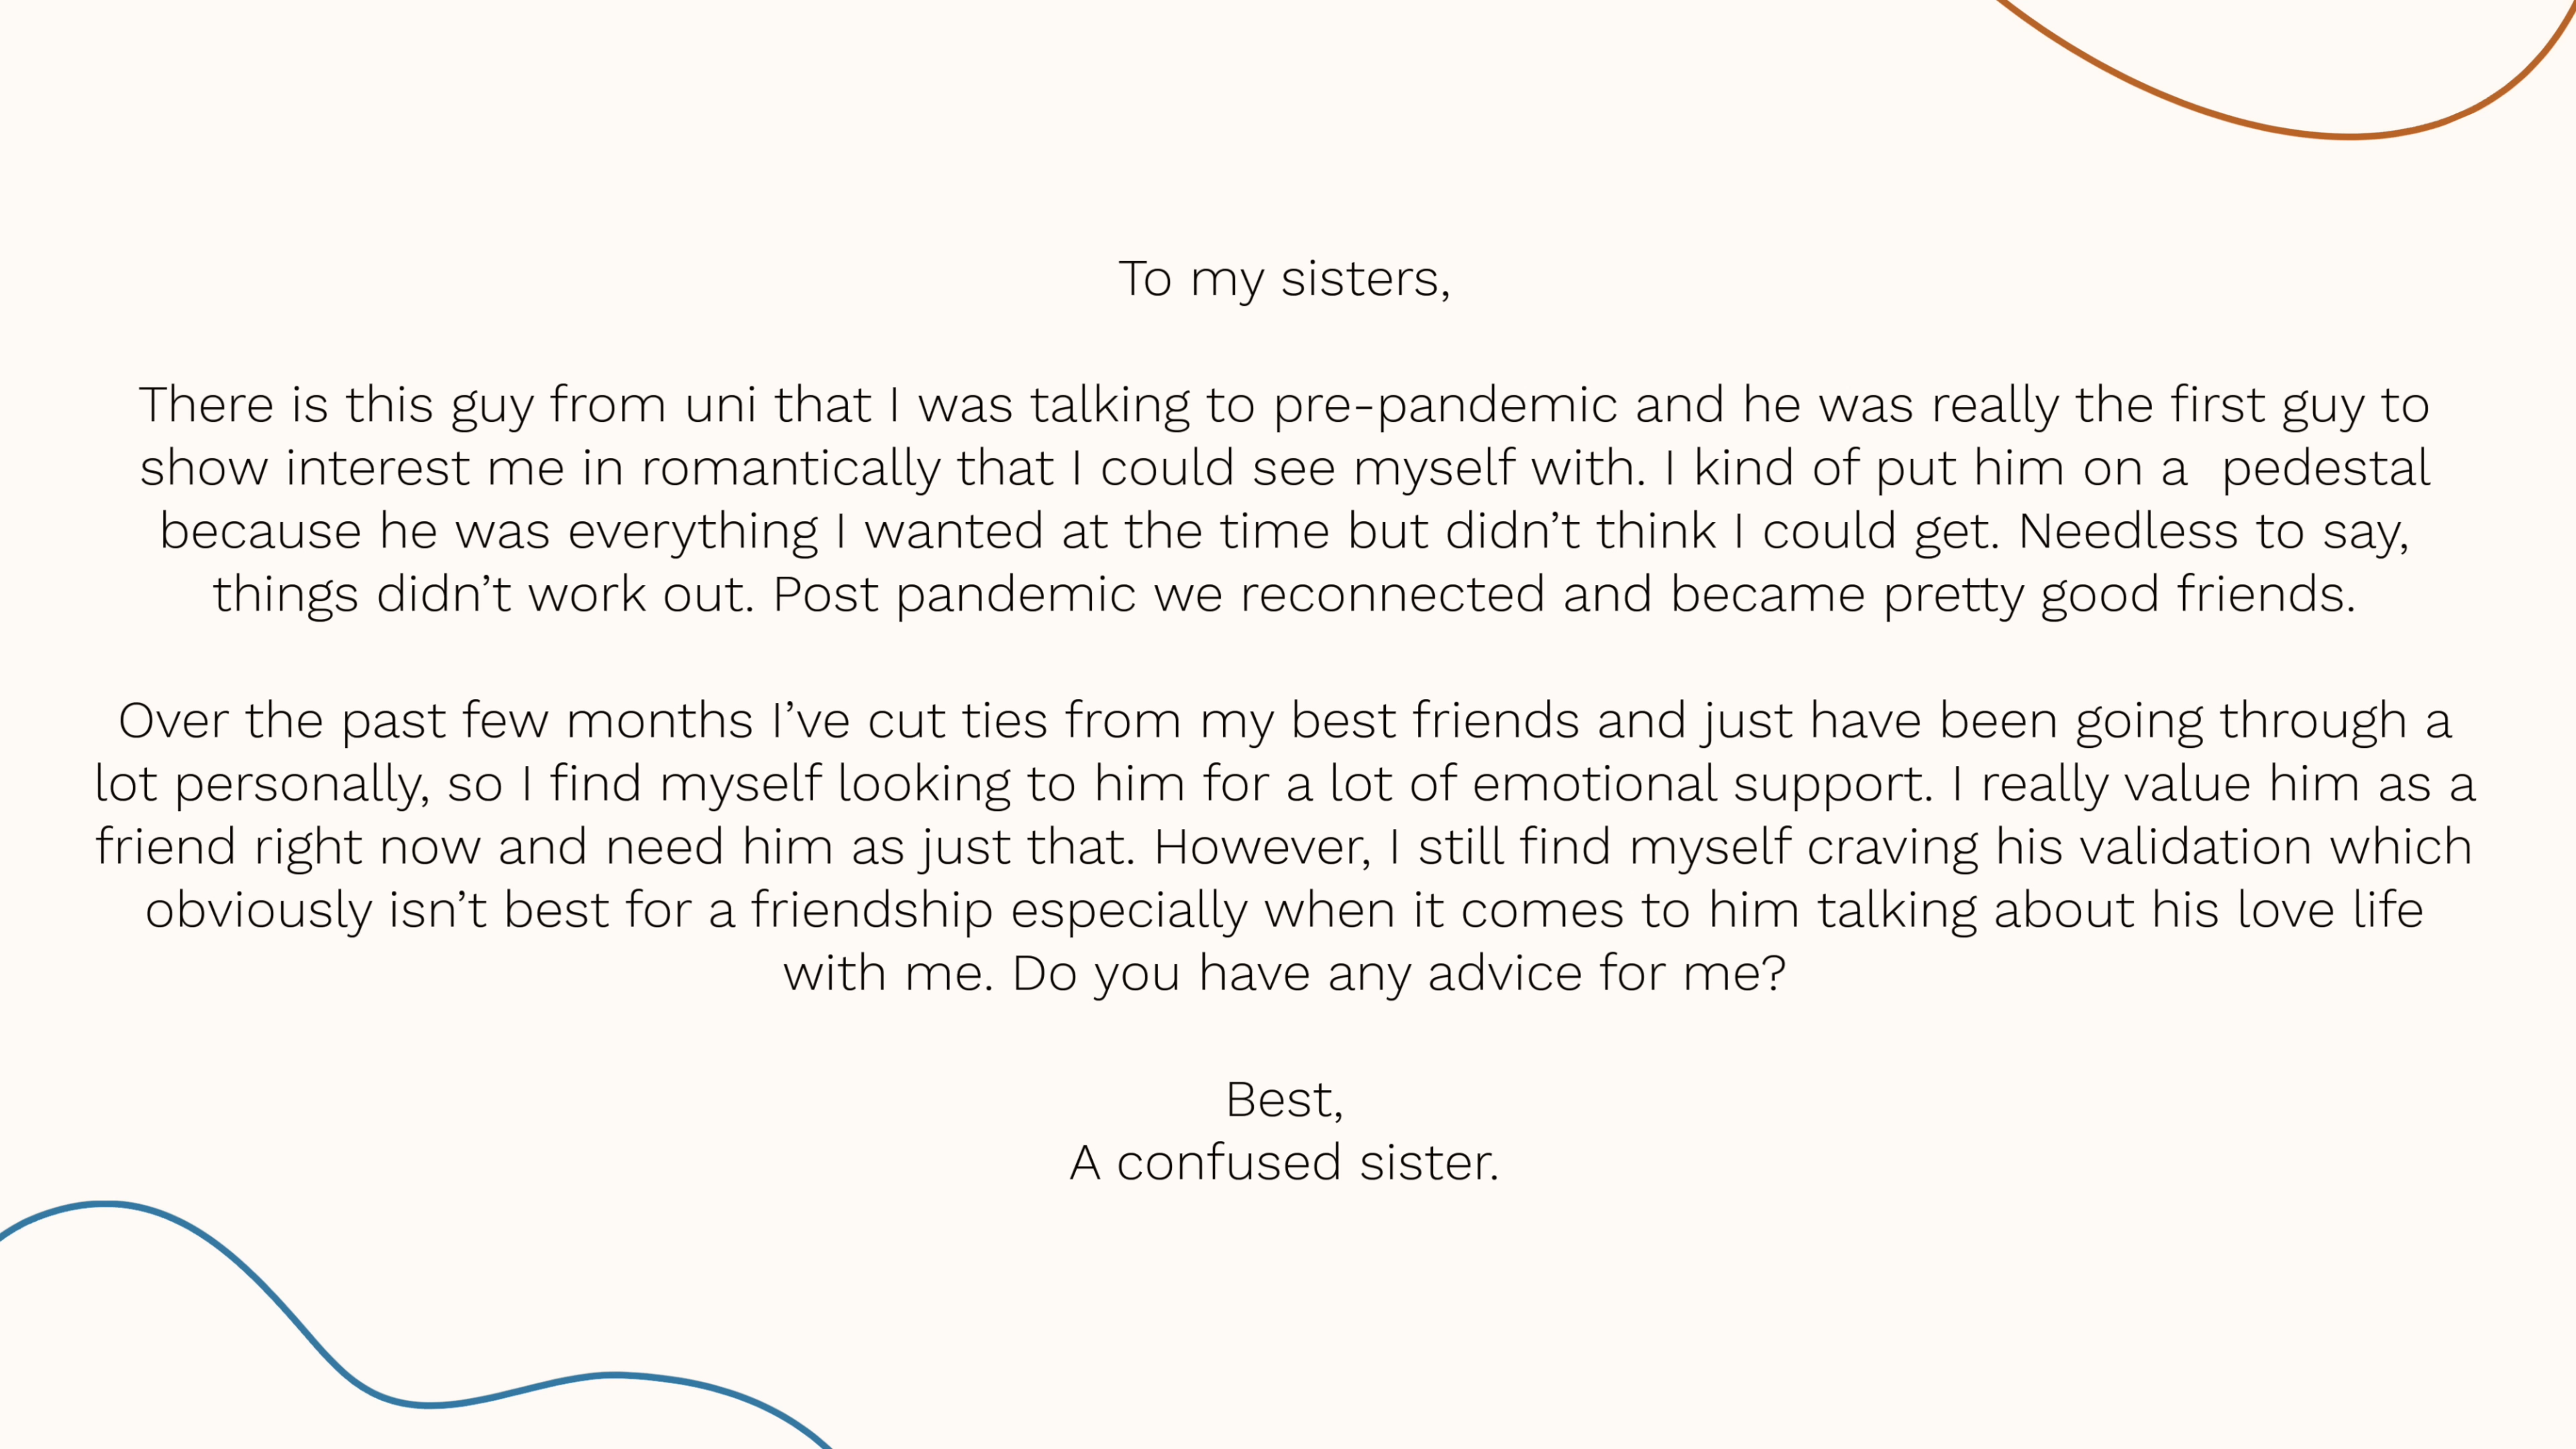 To my sisters,
There is this guy from uni that I was talking to pre-pandemic and he was really the first guy to
show interest me in romantically that I could see myself with. I kind of put him on a  pedestal
because he was everything I wanted at the time but didn’t think I could get. Needless to say,
things didn’t work out. Post pandemic we reconnected and became pretty good friends.
Over the past few months I’ve cut ties from my best friends and just have been going through a
lot personally, so I find myself looking to him for a lot of emotional support. I really value him as a
friend right now and need him as just that. However, I still find myself craving his validation which
obviously isn’t best for a friendship especially when it comes to him talking about his love life
with me. Do you have any advice for me?
Best,
A confused sister.